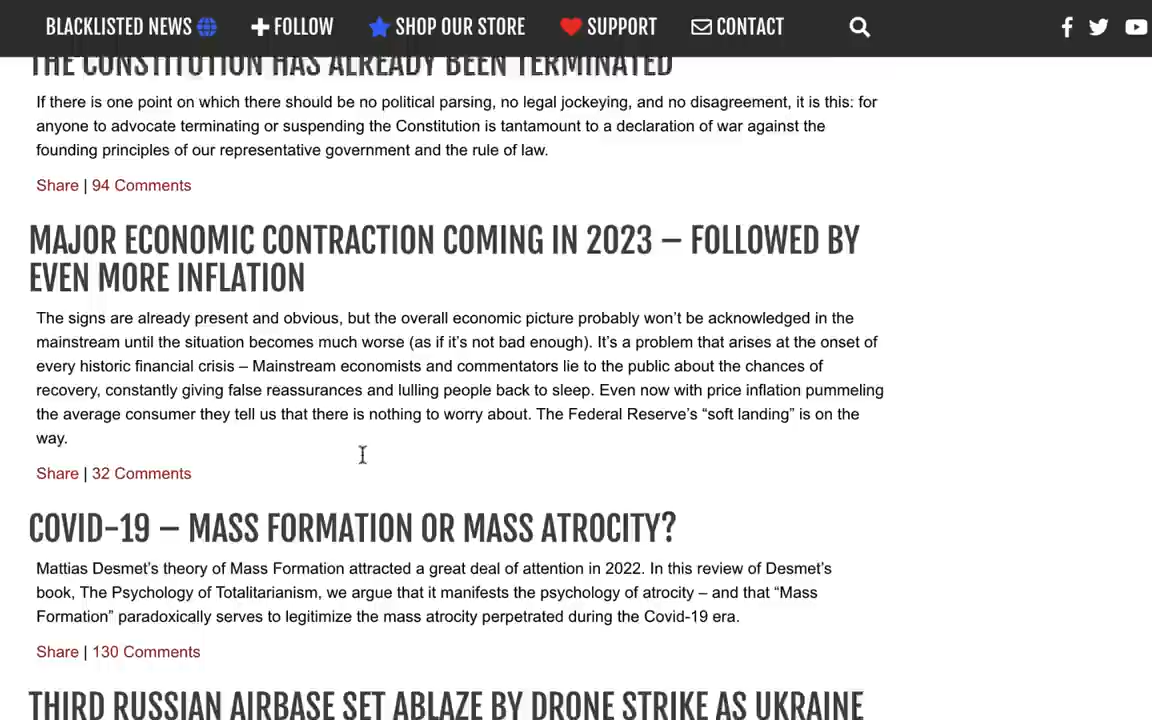 BLACKLISTED NEWS FOLLOW SHOP OUR STORE SUPPORT CONTACT
THE CONSTITUTION HAS ALREADY BEEN TERMINATED
If there is one point on which there should be no political parsing, no legal jockeying, and no disagreement, it is this: for
anyone to advocate terminating or suspending the Constitution is tantamount to a declaration of war against the
founding principles of our representative government and the rule of law.
Share | 94 Comments
MAJOR ECONOMIC CONTRACTION COMING IN 2023 – FOLLOWED BY
EVEN MORE INFLATION
The signs are already present and obvious, but the overall economic picture probably won’t be acknowledged in the
mainstream until the situation becomes much worse (as if it’s not bad enough). It’s a problem that arises at the onset of
every historic financial crisis – Mainstream economists and commentators lie to the public about the chances of
recovery, constantly giving false reassurances and lulling people back to sleep. Even now with price inflation pummeling
the average consumer they tell us that there is nothing to worry about. The Federal Reserve’s “soft landing” is on the
way.
Share | 32 Comments
COVID-19 – MASS FORMATION OR MASS ATROCITY?
Mattias Desmet’s theory of Mass Formation attracted a great deal of attention in 2022. In this review of Desmet’s
book, The Psychology of Totalitarianism, we argue that it manifests the psychology of atrocity – and that “Mass
Formation” paradoxically serves to legitimize the mass atrocity perpetrated during the Covid-19 era.
Share | 130 Comments
THIRD RUSSIAN AIRBASE SET ABLAZE BY DRONE STRIKE AS UKRAINE